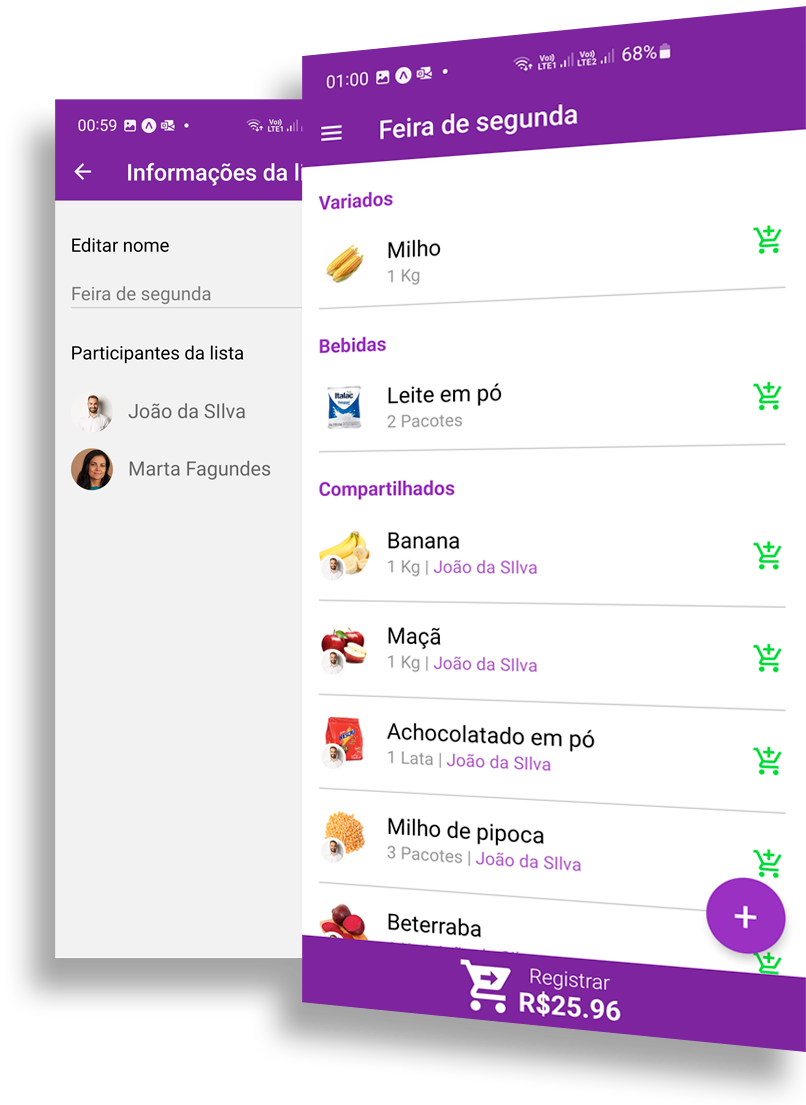 00:59
Informações da li
Editar nome
Feira de segunda
Participantes da lista
João da SIlva
Marta Fagundes
01:00
Vo)) LTE1 Vo)) LTE2 68%
Feira de segunda
Variados
Milho
1 Kg
Bebidas
Italac
Leite em pó
2 Pacotes
Compartilhados
Banana
1 Kg | João da SIlva
Maçã
1 Kg | João da SIlva
Achocolatado em pó
1 Lata | João da SIlva
Milho de pipoca
3 Pacotes | João da SIlva
Beterraba
+
Registrar
R$25.96